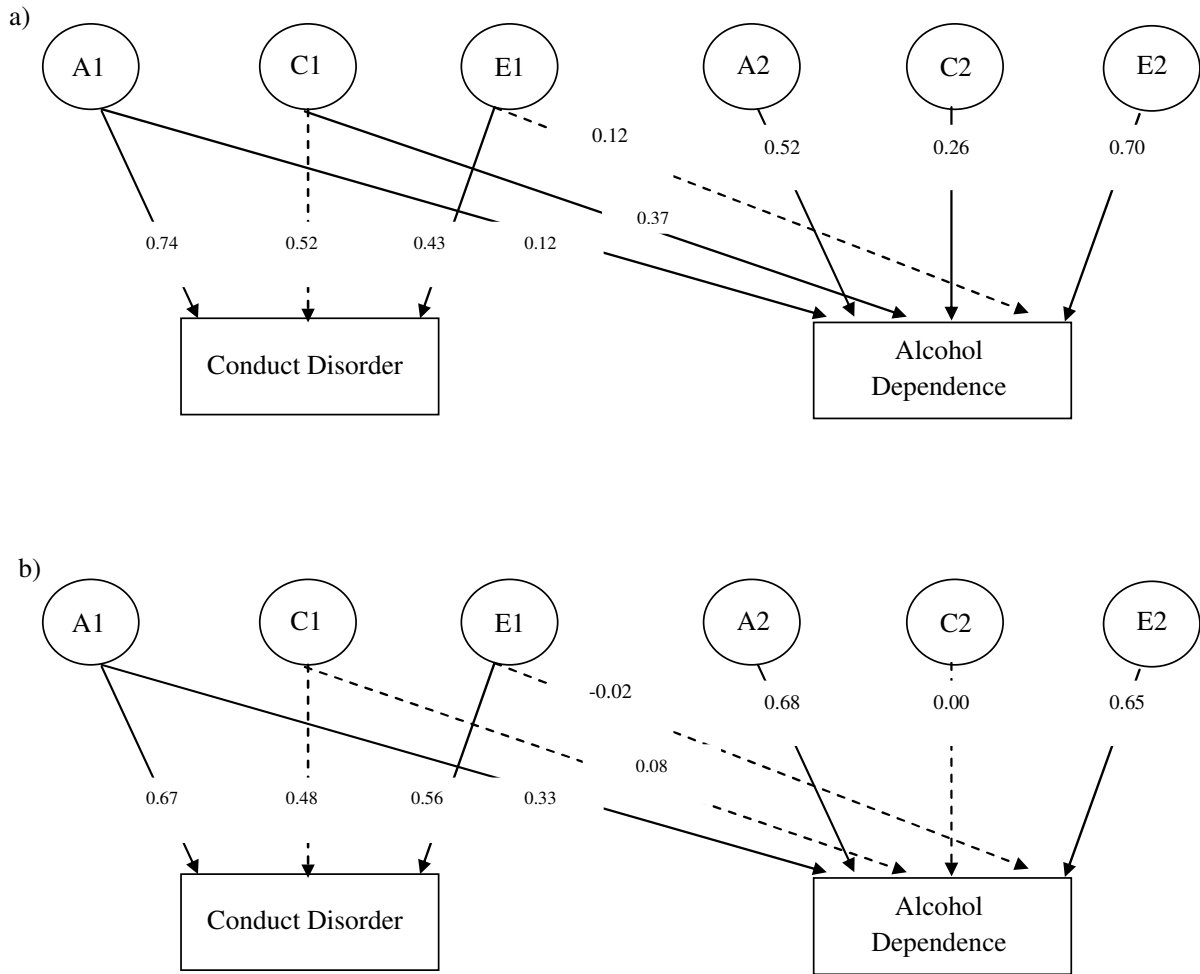 a)
A1 C1 E1 A2 C2 E2
0.12 0.52 0.26 0.70
0.37
0.74 0.52 0.43 0.12
Conduct Disorder
Alcohol
Dependence
b)
A1 C1 E1 A2 C2 E2
-0.02 0.68 0.00 0.65
0.08
0.67 0.48 0.56 0.33
Conduct Disorder
Alcohol
Dependence